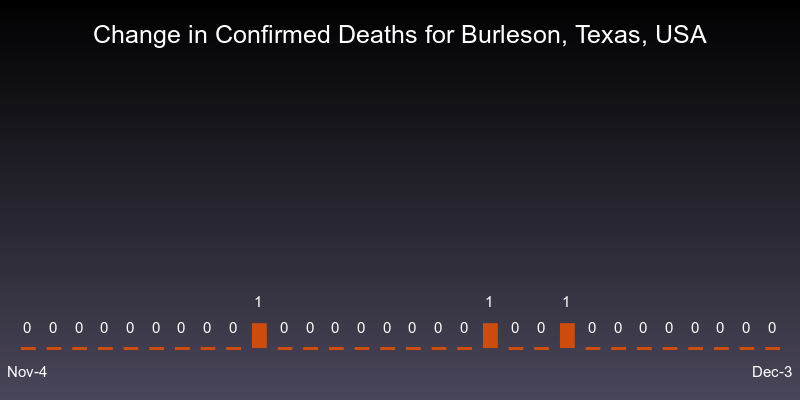 Change in Confirmed Deaths for Burleson, Texas, USA
1 1 1
0 0 0 0 0 0 0 0 0 0 0 0 0 0 0 0 0 0 0 0 0 0 0 0 0 0 0
Nov-4 Dec-3